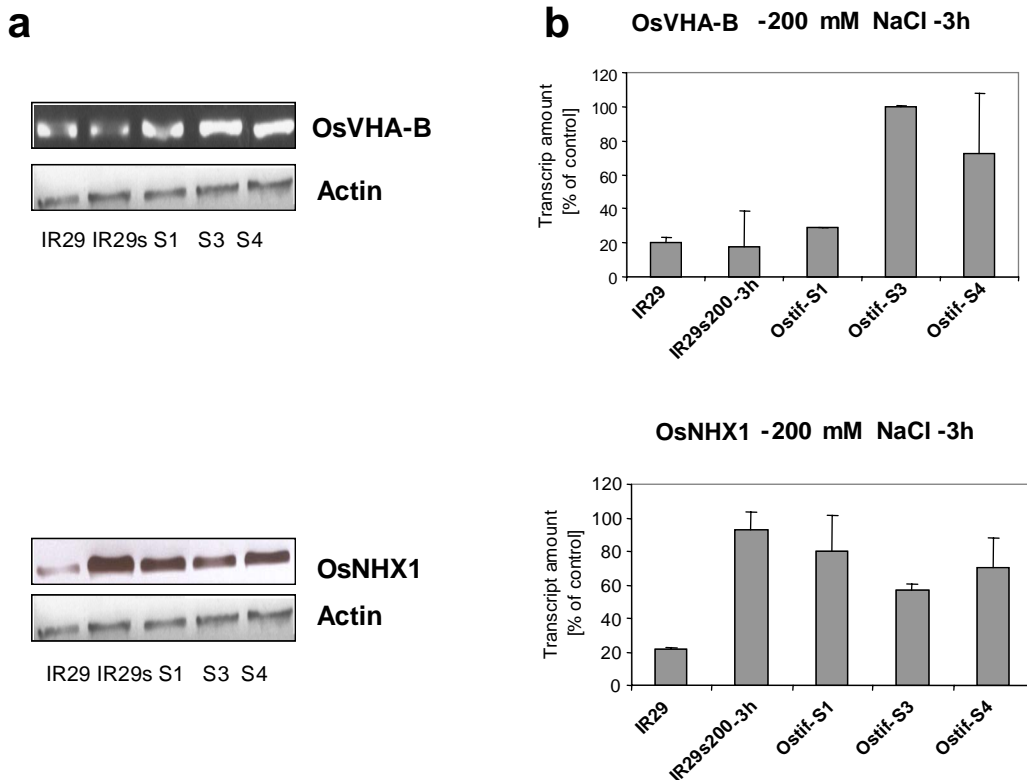 a
OsVHA-B
Actin
IR29 IR29s S1 S3 S4
OsNHX1
Actin
IR29 IR29s S1 S3 S4
b
OsVHA-B -200 mM NaCl -3h
Transcrip amount
[% of control]
120
100
80
60
40
20
0
IR29
IR29s200-3h
Ostif-S1
Ostif-S3
Ostif-S4
OsNHX1 -200 mM NaCl -3h
Transcript amount
[% of control]
120
100
80
60
40
20
0
IR29
IR29s200-3h
Ostif-S1
Ostif-S3
Ostif-S4